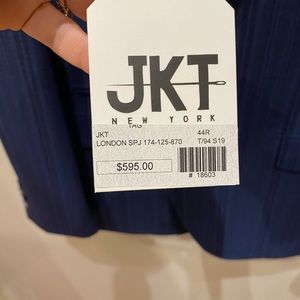 JKT
NEW YORK
TAG
JKT 44R
LONDON SPJ 174-125-870 T/94 S19
$595.00
# 18603